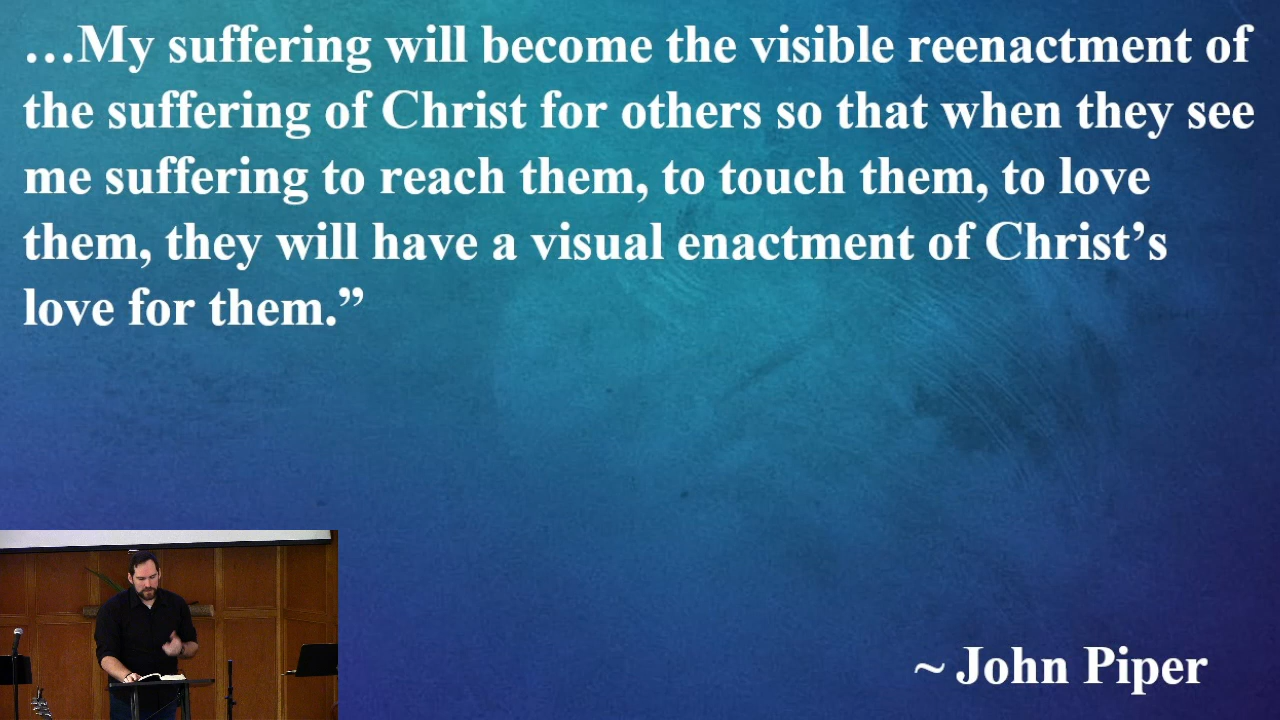 …My suffering will become the visible reenactment of
the suffering of Christ for others so that when they see
me suffering to reach them, to touch them, to love
them, they will have a visual enactment of Christ’s
love for them.”
~ John Piper